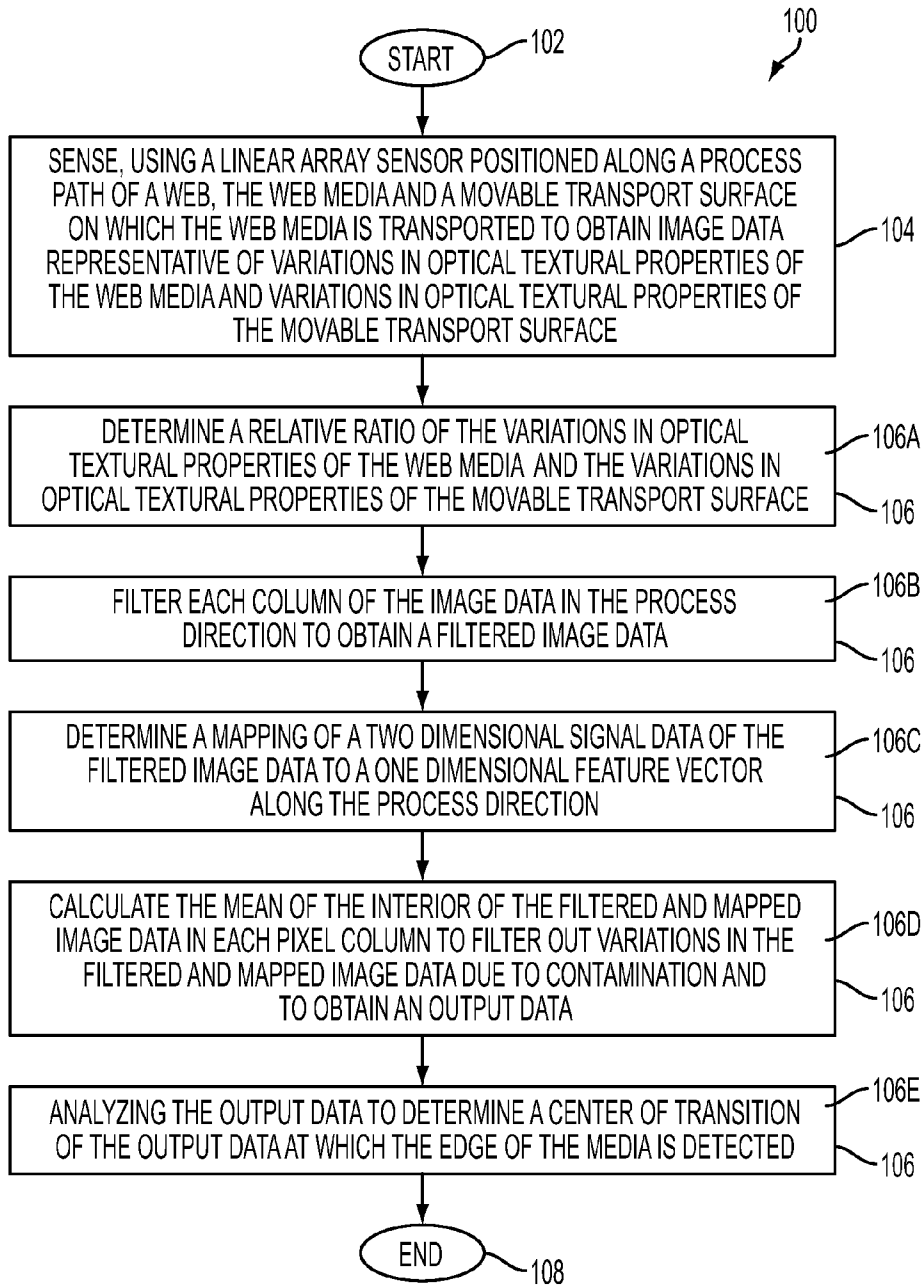 100
START
102
SENSE, USING A LINEAR ARRAY SENSOR POSITIONED ALONG A PROCESS
PATH OF A WEB, THE WEB MEDIA AND A MOVABLE TRANSPORT SURFACE
ON WHICH THE WEB MEDIA IS TRANSPORTED TO OBTAIN IMAGE DATA
REPRESENTATIVE OF VARIATIONS IN OPTICAL TEXTURAL PROPERTIES OF
THE WEB MEDIA AND VARIATIONS IN OPTICAL TEXTURAL PROPERTIES OF
THE MOVABLE TRANSPORT SURFACE
104
DETERMINE A RELATIVE RATIO OF THE VARIATIONS IN OPTICAL
TEXTURAL PROPERTIES OF THE WEB MEDIA AND THE VARIATIONS IN
OPTICAL TEXTURAL PROPERTIES OF THE MOVABLE TRANSPORT SURFACE
106A
106
FILTER EACH COLUMN OF THE IMAGE DATA IN THE PROCESS
DIRECTION TO OBTAIN A FILTERED IMAGE DATA
106B
106
DETERMINE A MAPPING OF A TWO DIMENSIONAL SIGNAL DATA OF THE
FILTERED IMAGE DATA TO A ONE DIMENSIONAL FEATURE VECTOR
ALONG THE PROCESS DIRECTION
106C
106
CALCULATE THE MEAN OF THE INTERIOR OF THE FILTERED AND MAPPED
IMAGE DATA IN EACH PIXEL COLUMN TO FILTER OUT VARIATIONS IN THE
FILTERED AND MAPPED IMAGE DATA DUE TO CONTAMINATION AND
TO OBTAIN AN OUTPUT DATA
106D
106
ANALYZING THE OUTPUT DATA TO DETERMINE A CENTER OF TRANSITION
OF THE OUTPUT DATA AT WHICH THE EDGE OF THE MEDIA IS DETECTED
106E
106
END
108